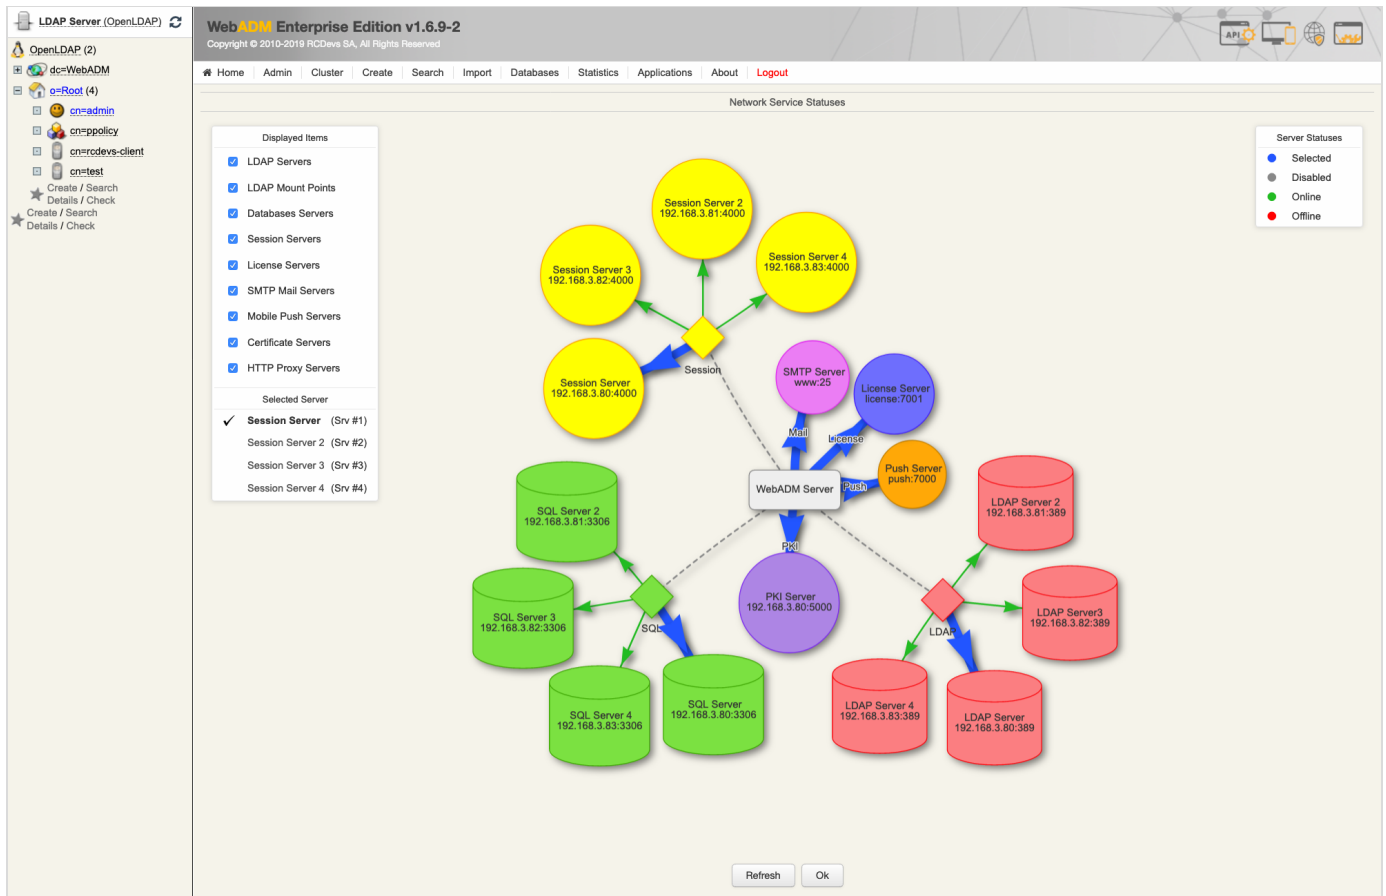 LDAP Server (OpenLDAP)
OpenLDAP (2)
dc=WebADM
o=Root (4)
cn=admin
cn=ppolicy
cn=rcdevs-client
cn=test
Create / Search
Details / Check
Create / Search
Details / Check
WebADM Enterprise Edition v1.6.9-2
Copyright © 2010-2019 RCDevs SA, All Rights Reserved
API
Home Admin Cluster Create Search Import Databases Statistics Applications About Logout
Network Service Statuses
Displayed Items
LDAP Servers
LDAP Mount Points
Databases Servers
Session Servers
License Servers
SMTP Mail Servers
Mobile Push Servers
Certificate Servers
HTTP Proxy Servers
Selected Server
Session Server (Srv #1)
Session Server 2 (Srv #2)
Session Server 3 (Srv #3)
Session Server 4 (Srv #4)
Server Statuses
Selected
Disabled
Online
Offline
Session Server 2
192.168.3.81:4000
Session Server 3
192.168.3.82:4000
Session Server 4
192.168.3.83:4000
Session Server
192.168.3.80:4000
Session
SMTP Server
www:25
License Server
license:7001
Mail
License
Push Server
push:7000
Push
WebADM Server
PKI
PKI Server
192.168.3.80:5000
SQL Server 2
192.168.3.81:3306
SQL Server 3
192.168.3.82:3306
SQL
SQL Server 4
192.168.3.83:3306
SQL Server
192.168.3.80:3306
LDAP Server 2
192.168.3.81:389
LDAP Server3
192.168.3.82:389
LDAP
LDAP Server 4
192.168.3.83:389
LDAP Server
192.168.3.80:389
Refresh
Ok